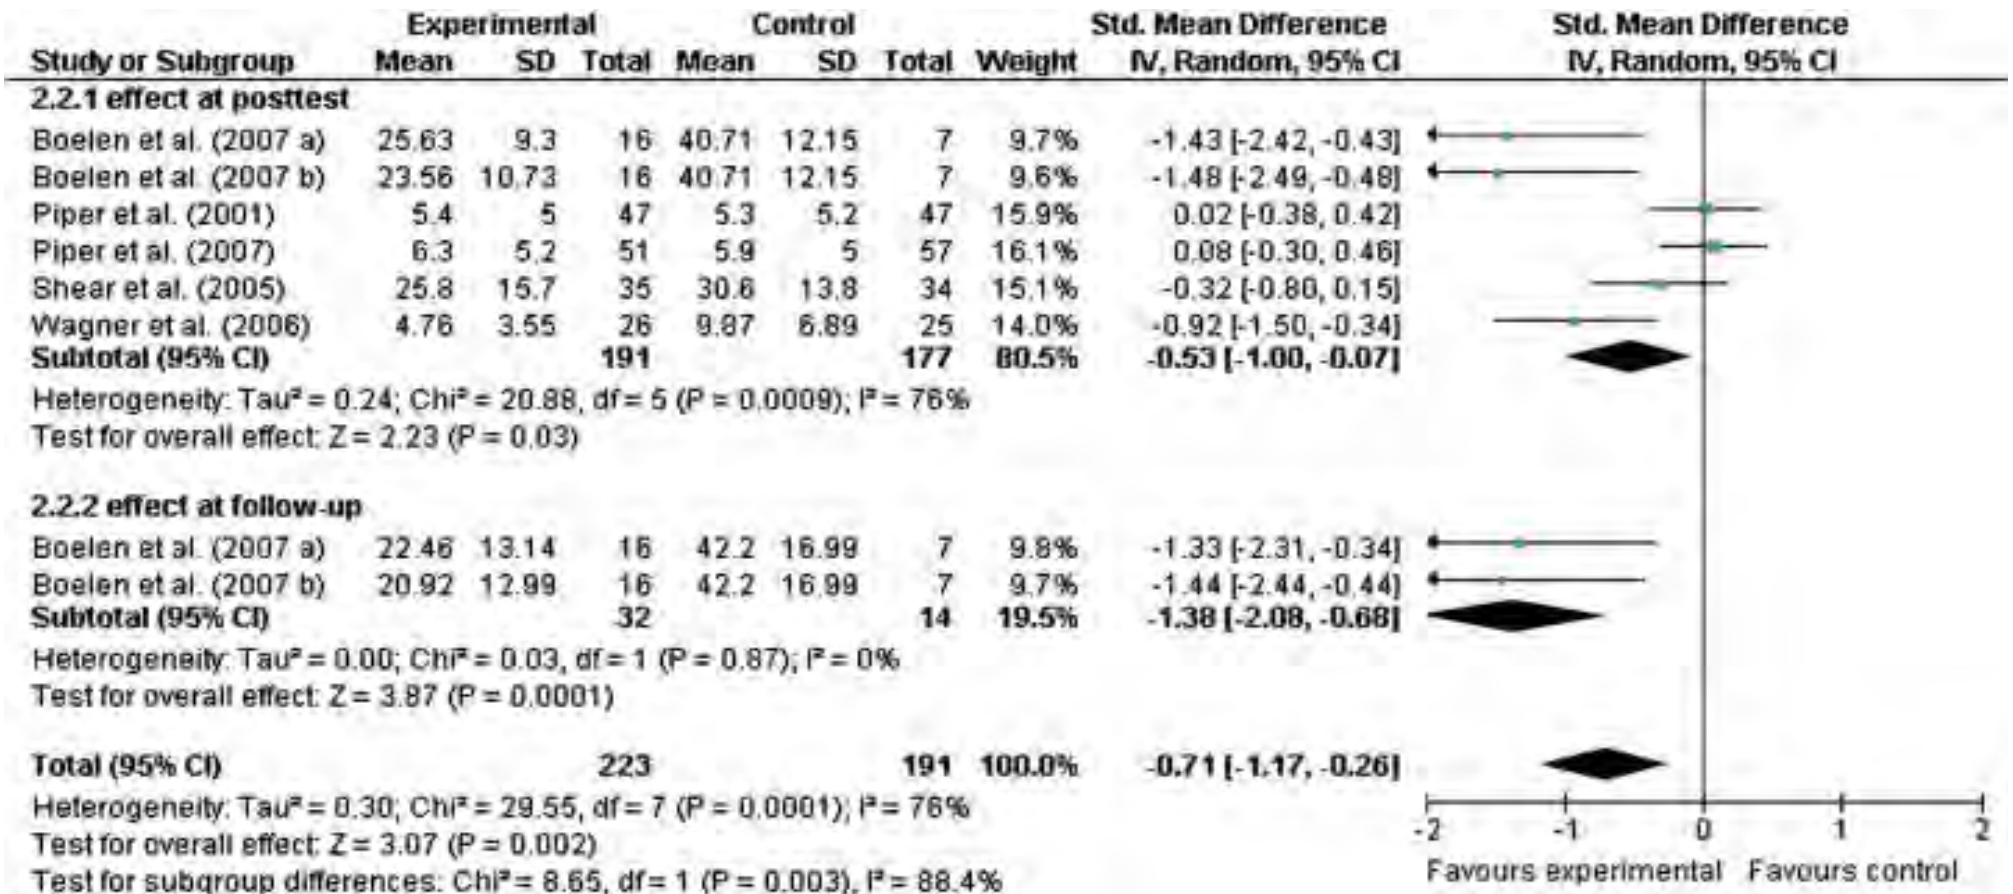 Experimental Control Std. Mean Difference Std. Mean Difference
Study or Subgroup Mean SD Total Mean SD Total Weight IV, Random, 95% CI IV, Random, 95% CI
2.2.1 effect at posttest
Boelen et al. (2007 a) 25.63 9.3 16 40.71 12.15 7 9.7% -1.43 [-2.42, -0.43]
Boelen et al. (2007 b) 23.56 10.73 16 40.71 12.15 7 9.6% -1.48 [-2.49, -0.48]
Piper et al. (2001) 5.4 5 47 5.3 5.2 47 15.9% 0.02 [-0.38, 0.42]
Piper et al. (2007) 6.3 5.2 51 5.9 5 57 16.1% 0.08 [-0.30, 0.46]
Shear et al. (2005) 25.8 15.7 35 30.6 13.8 34 15.1% -0.32 [-0.80, 0.15]
Wagner et al. (2006) 4.76 3.55 26 9.87 6.89 25 14.0% -0.92 [-1.50, -0.34]
Subtotal (95% CI) 191 177 80.5% -0.53 [-1.00, -0.07]
Heterogeneity: Tau² = 0.24; Chi² = 20.88, df = 5 (P = 0.0009); I² = 76%
Test for overall effect: Z = 2.23 (P = 0.03)
2.2.2 effect at follow-up
Boelen et al. (2007 a) 22.46 13.14 16 42.2 16.99 7 9.8% -1.33 [-2.31, -0.34]
Boelen et al. (2007 b) 20.92 12.99 16 42.2 16.99 7 9.7% -1.44 [-2.44, -0.44]
Subtotal (95% CI) 32 14 19.5% -1.38 [-2.08, -0.68]
Heterogeneity: Tau² = 0.00; Chi² = 0.03, df = 1 (P = 0.87); I² = 0%
Test for overall effect: Z = 3.87 (P = 0.0001)
Total (95% CI) 223 191 100.0% -0.71 [-1.17, -0.26]
Heterogeneity: Tau² = 0.30; Chi² = 29.55, df = 7 (P = 0.0001); I² = 76%
Test for overall effect: Z = 3.07 (P = 0.002)
Test for subgroup differences: Chi² = 8.65, df = 1 (P = 0.003), I² = 88.4%
-2 -1 0 1 2
Favours experimental Favours control